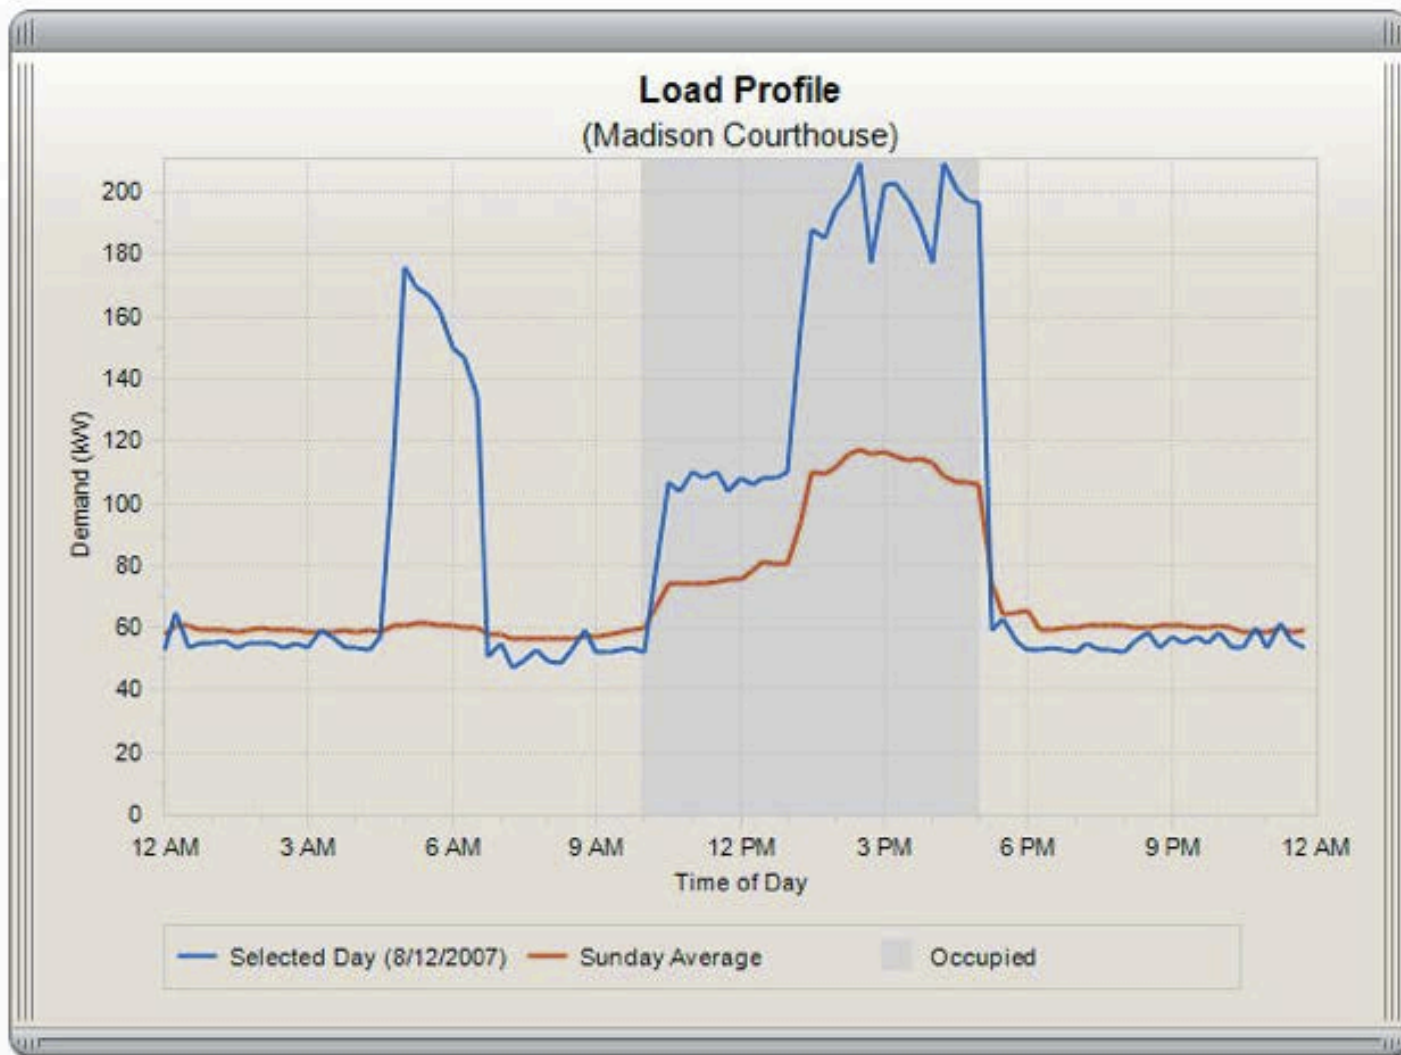 Load Profile
(Madison Courthouse)
200
180
160
140
120
100
80
60
40
20
0
Demand (kW)
12 AM 3 AM 6 AM 9 AM 12 PM 3 PM 6 PM 9 PM 12 AM
Time of Day
Selected Day (8/12/2007) Sunday Average Occupied